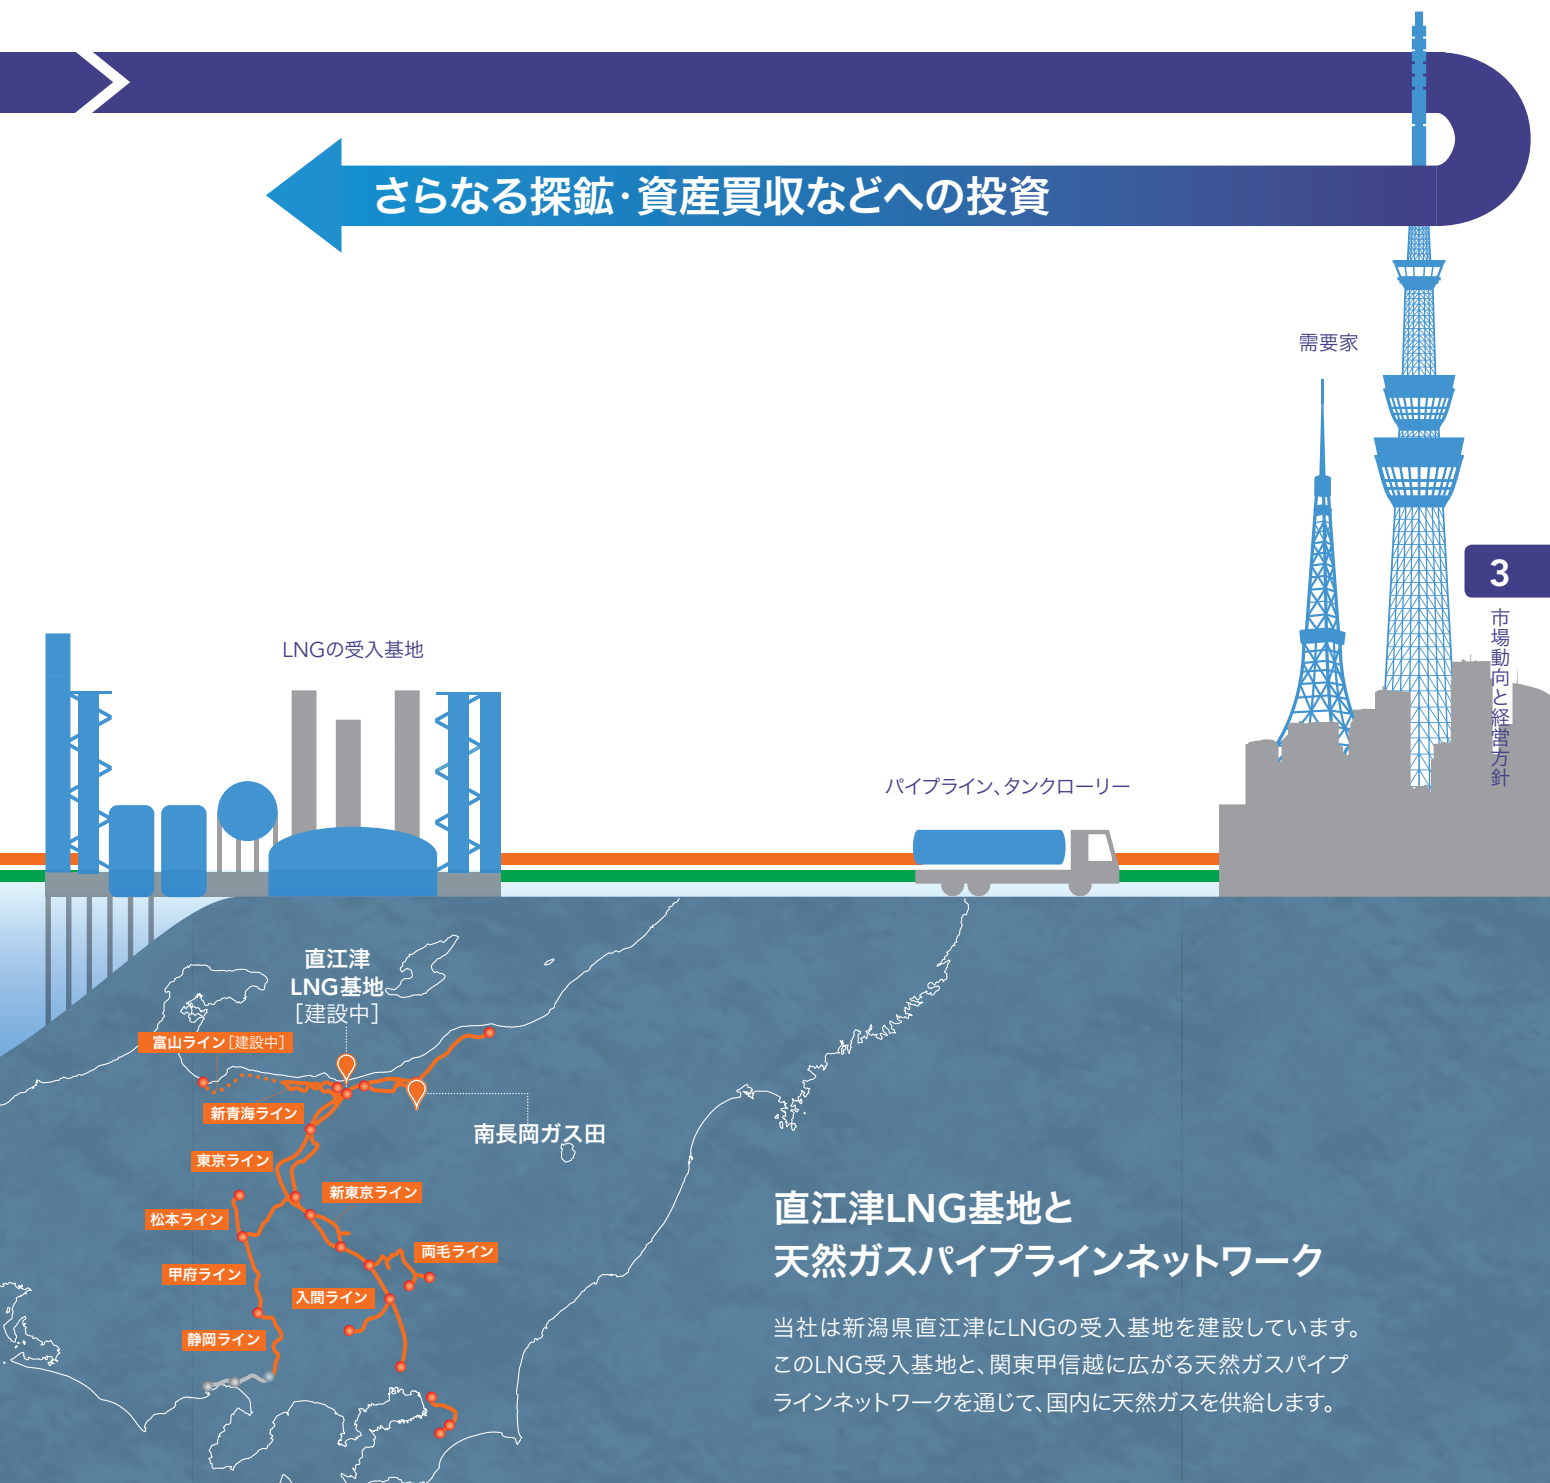 さらなる探鉱・資産買収などへの投資
需要家
3
市場動向と経営方針
LNGの受入基地
パイプライン、タンクローリー
直江津
LNG基地
［建設中］
富山ライン［建設中］
新青海ライン
南長岡ガス田
東京ライン
新東京ライン
松本ライン
両毛ライン
甲府ライン
入間ライン
静岡ライン
直江津LNG基地と
天然ガスパイプラインネットワーク
当社は新潟県直江津にLNGの受入基地を建設しています。
このLNG受入基地と、関東甲信越に広がる天然ガスパイプ
ラインネットワークを通じて、国内に天然ガスを供給します。